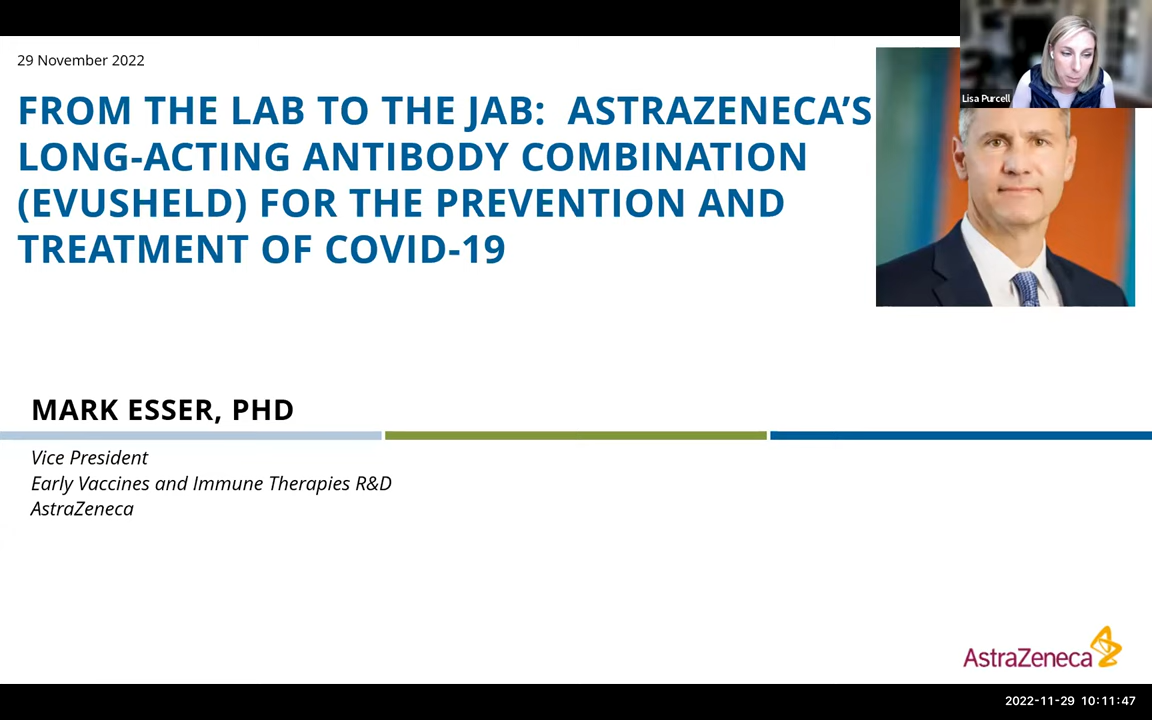 29 November 2022
FROM THE LAB TO THE JAB: ASTRAZENECA’S
LONG-ACTING ANTIBODY COMBINATION
(EVUSHELD) FOR THE PREVENTION AND
TREATMENT OF COVID-19
Lisa Purcell
MARK ESSER, PHD
Vice President
Early Vaccines and Immune Therapies R&D
AstraZeneca
AstraZeneca
2022-11-29 10:11:47